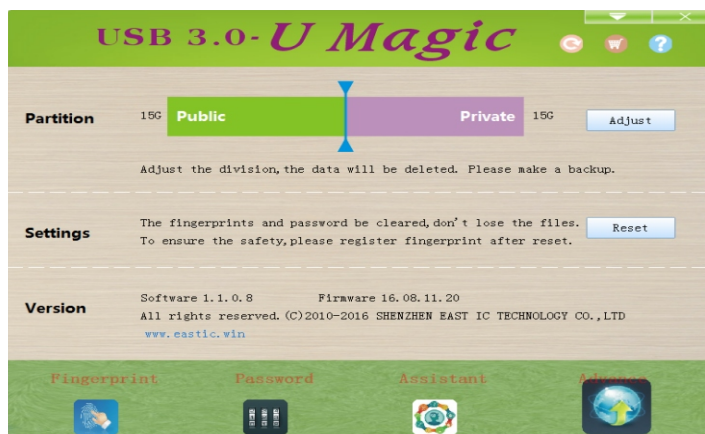 USB 3.0- U Magic
Partition
15G Public Private 15G Adjust
Adjust the division, the data will be deleted. Please make a backup.
Settings
The fingerprints and password be cleared, don't lose the files.
To ensure the safety, please register fingerprint after reset.
Reset
Version
Software 1.1.0.8 Firmware 16.08.11.20
All rights reserved. (C)2010-2016 SHENZHEN EAST IC TECHNOLOGY CO.,LTD
www.eastic.win
Fingerprint Password Assistant Advance